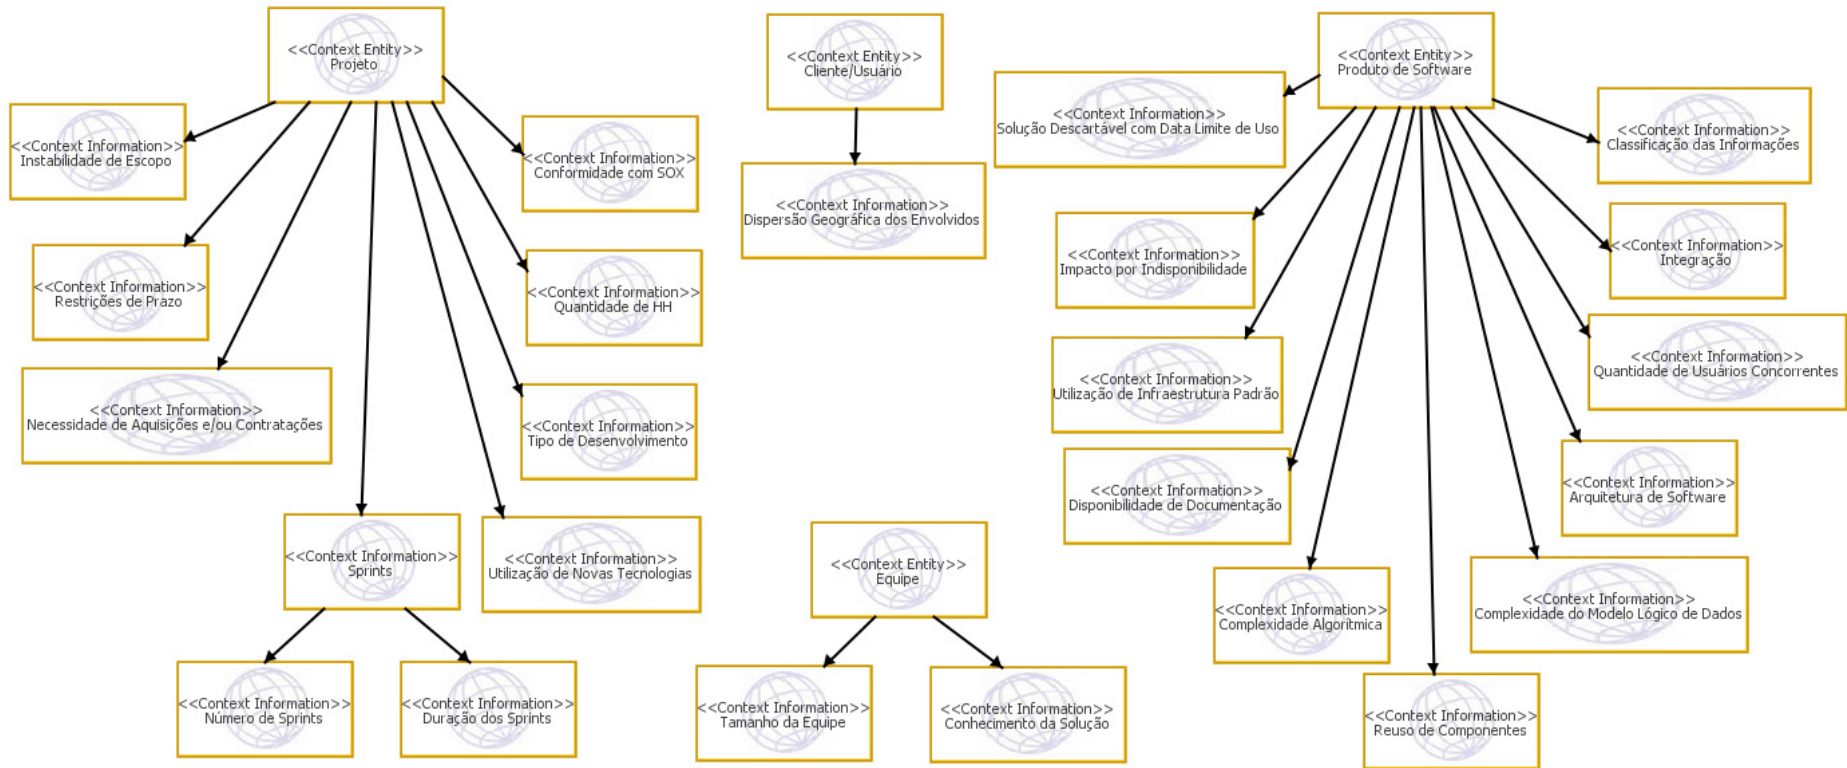 <<Context Entity>>
Projeto
<<Context Information>>
Instabilidade de Escopo
<<Context Information>>
Conformidade com SOX
<<Context Information>>
Restrições de Prazo
<<Context Information>>
Quantidade de HH
<<Context Information>>
Necessidade de Aquisições e/ou Contratações
<<Context Information>>
Tipo de Desenvolvimento
<<Context Information>>
Sprints
<<Context Information>>
Utilização de Novas Tecnologias
<<Context Information>>
Número de Sprints
<<Context Information>>
Duração dos Sprints
<<Context Entity>>
Cliente/Usuário
<<Context Information>>
Dispersão Geográfica dos Envolvidos
<<Context Entity>>
Equipe
<<Context Information>>
Tamanho da Equipe
<<Context Information>>
Conhecimento da Solução
<<Context Entity>>
Produto de Software
<<Context Information>>
Solução Descartável com Data Limite de Uso
<<Context Information>>
Classificação das Informações
<<Context Information>>
Impacto por Indisponibilidade
<<Context Information>>
Integração
<<Context Information>>
Utilização de Infraestrutura Padrão
<<Context Information>>
Quantidade de Usuários Concorrentes
<<Context Information>>
Disponibilidade de Documentação
<<Context Information>>
Arquitetura de Software
<<Context Information>>
Complexidade Algorítmica
<<Context Information>>
Complexidade do Modelo Lógico de Dados
<<Context Information>>
Reuso de Componentes